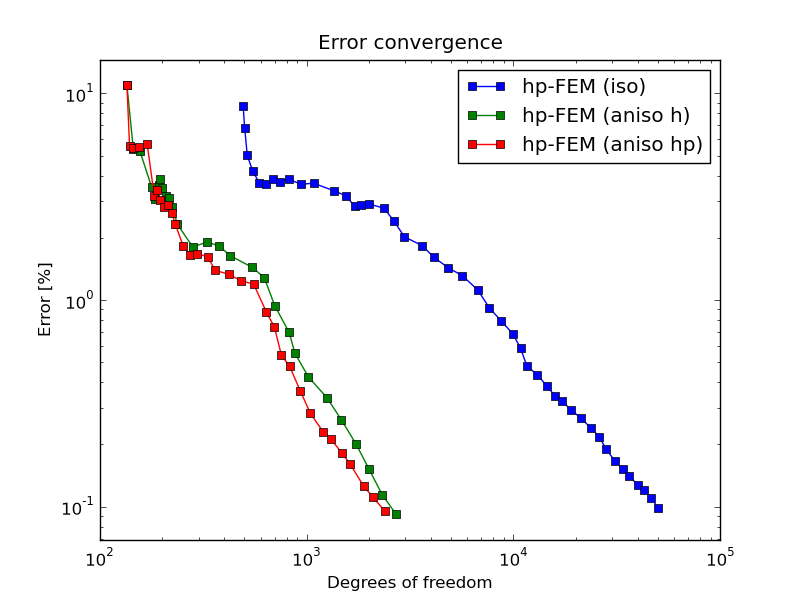 Error convergence
hp-FEM (iso)
hp-FEM (aniso h)
hp-FEM (aniso hp)
Error [%]
10¹
10⁰
10⁻¹
10² 10³ 10⁴ 10⁵
Degrees of freedom